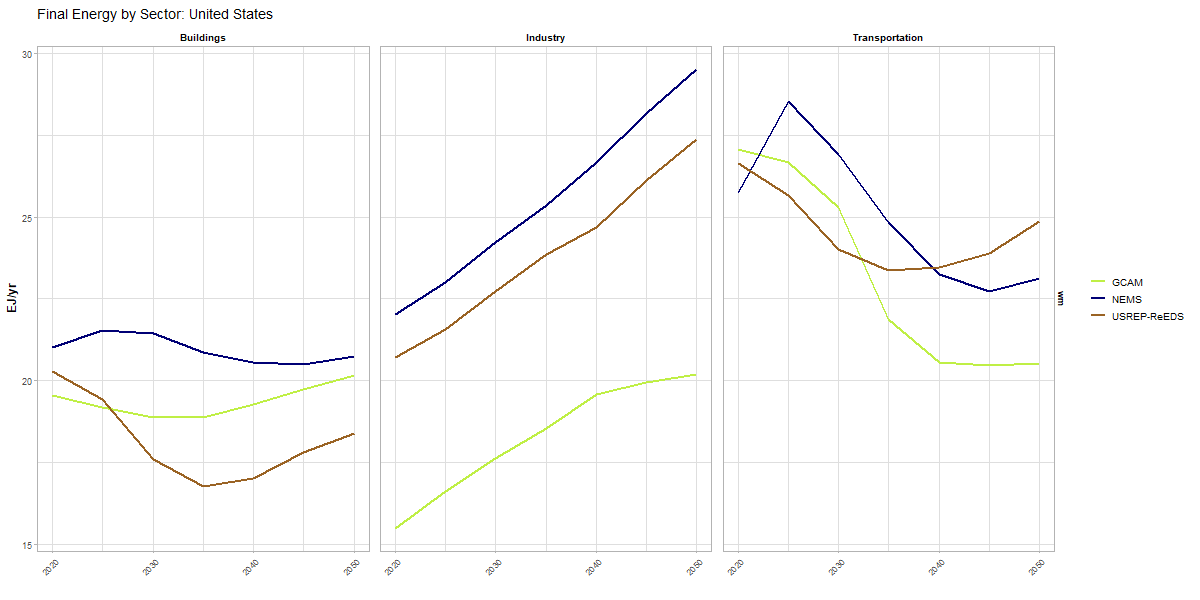 Final Energy by Sector: United States
Buildings
Industry
Transportation
EJ/yr
30
25
20
15
2020
2030
2040
2050
2020
2030
2040
2050
2020
2030
2040
2050
wm
GCAM
NEMS
USREP-ReEDS